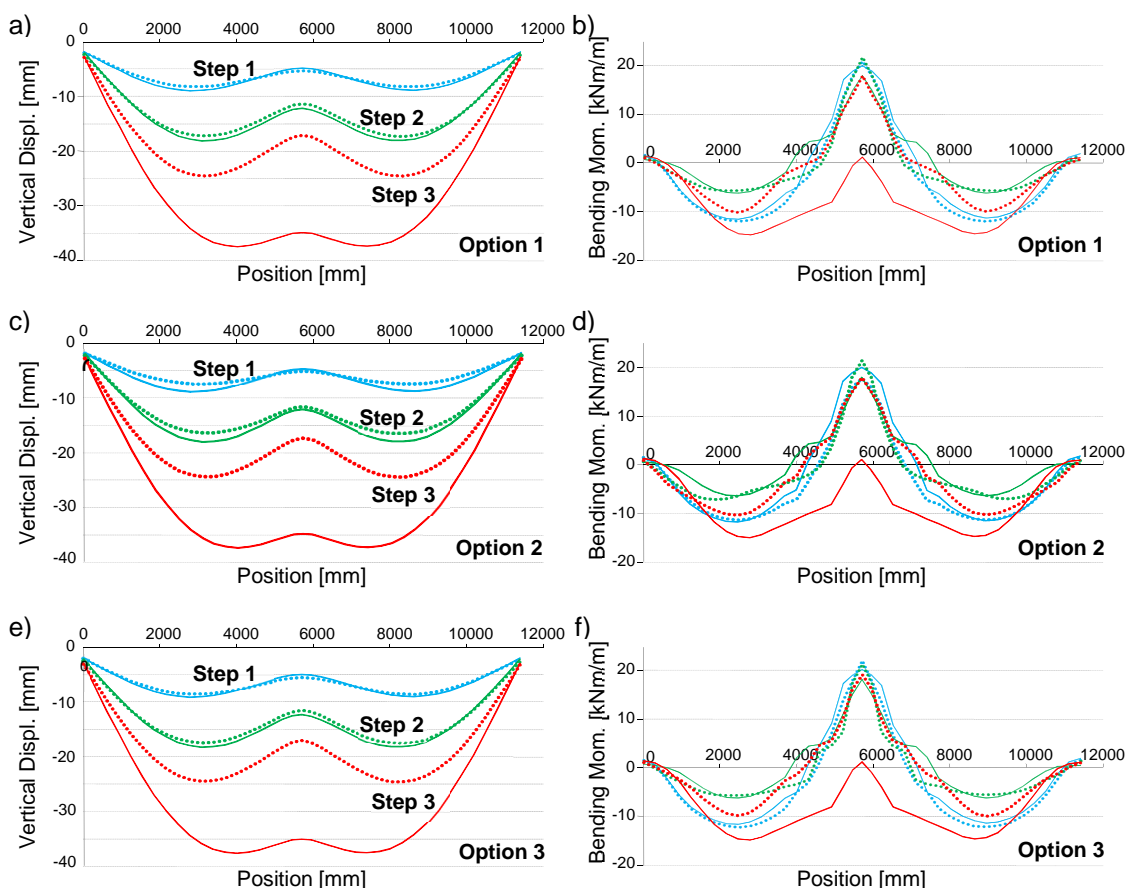 a)
0 2000 4000 6000 8000 10000 12000
0
-10
-20
-30
-40
Vertical Displ. [mm]
Step 1
Step 2
Step 3
Option 1
Position [mm]
b)
20
10
0
-10
-20
Bending Mom. [kNm/m]
0 2000 4000 6000 8000 10000 12000
Option 1
Position [mm]
c)
0 2000 4000 6000 8000 10000 12000
0
-10
-20
-30
-40
Vertical Displ. [mm]
Step 1
Step 2
Step 3
Option 2
Position [mm]
d)
20
10
0
-10
-20
Bending Mom. [kNm/m]
0 2000 4000 6000 8000 10000 12000
Option 2
Position [mm]
e)
0 2000 4000 6000 8000 10000 12000
0
-10
-20
-30
-40
Vertical Displ. [mm]
Step 1
Step 2
Step 3
Option 3
Position [mm]
f)
20
10
0
-10
-20
Bending Mom. [kNm/m]
0 2000 4000 6000 8000 10000 12000
Option 3
Position [mm]